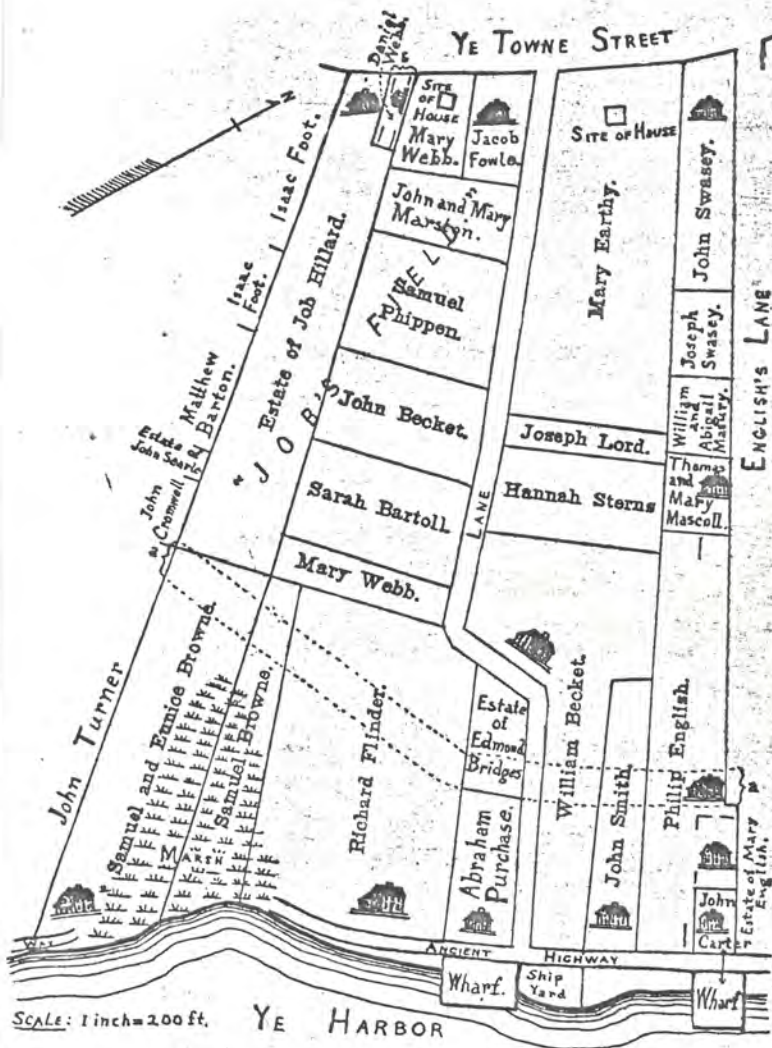 YE TOWNE STREET
N
Daniel
Webb.
SITE
OF
HOUSE
Mary
Webb.
Jacob
Fowle.
SITE OF HOUSE
Mary Earthy.
John Swasey.
Isaac Foot.
Isaac
Foot.
John and Mary
Marston.
Samuel
Phippen.
"JOB'S FIELD"
Estate of Job Hillard.
Matthew
Barton.
Estate of
John Searle
John
Cromwell
John Becket.
Sarah Bartoll.
Mary Webb.
LANE
Joseph Lord.
Hannah Sterns
Joseph
Swasey.
William
and
Abigail
Thomas
and
Mary
Mascoll.
ENGLISH'S LANE
John Turner
Samuel and Eunice Browne.
Samuel Browne.
MARSH
Richard Flinder.
Estate
of
Edmond
Bridges
Abraham
Purchase.
William Becket.
John Smith.
Philip English.
Estate of Mary
English.
John
Carter
WAY
ANCIENT HIGHWAY
Wharf.
Ship
Yard
Wharf
SCALE: 1 inch=200 ft.
YE HARBOR